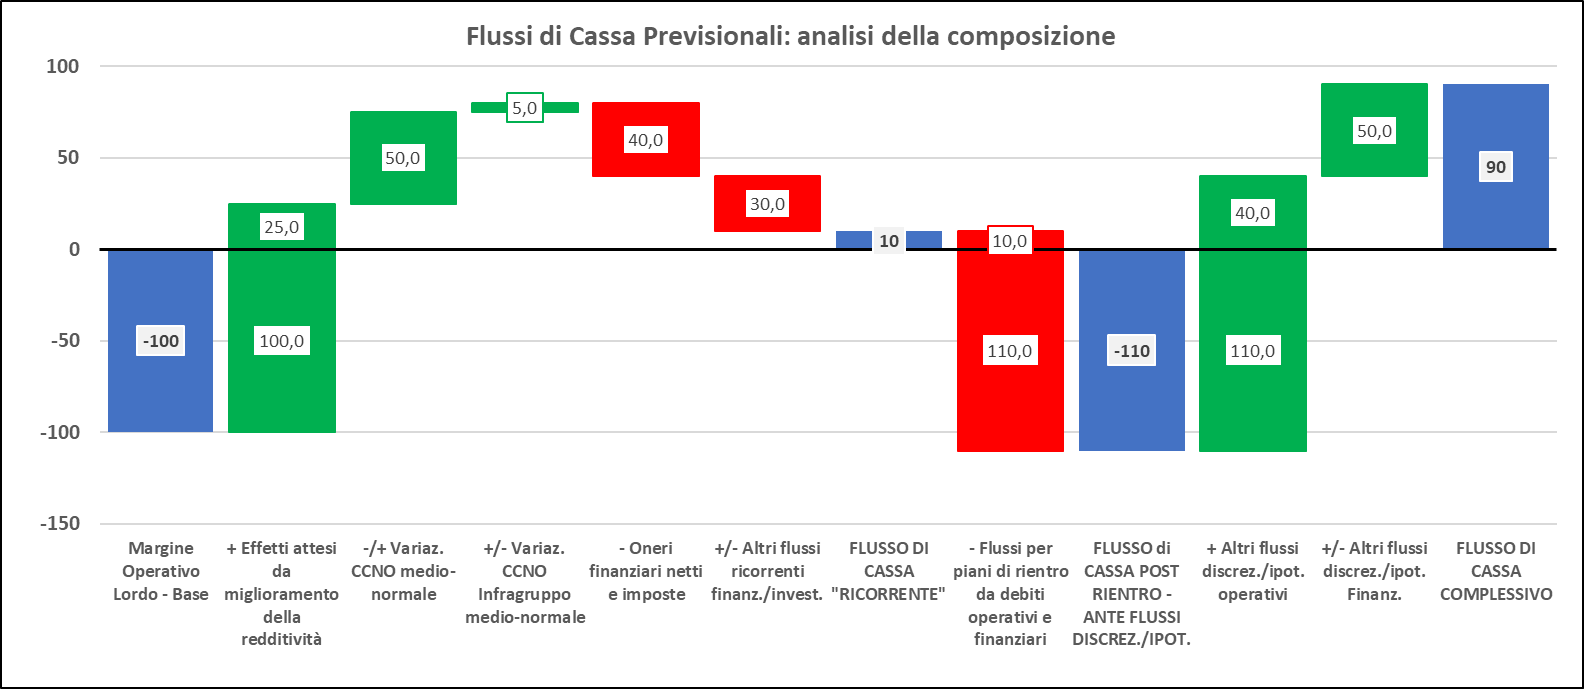 Flussi di Cassa Previsionali: analisi della composizione
100
50
0
-50
-100
-150
-100
25,0
100,0
50,0
5,0
40,0
30,0
10
10,0
110,0
-110
40,0
110,0
50,0
90
Margine
Operativo
Lordo - Base
+ Effetti attesi
da
miglioramento
della
redditività
-/+ Variaz.
CCNO medio-
normale
+/- Variaz.
CCNO
Infragruppo
medio-normale
- Oneri
finanziari netti
e imposte
+/- Altri flussi
ricorrenti
finanz./invest.
FLUSSO DI
CASSA
"RICORRENTE"
- Flussi per
piani di rientro
da debiti
operativi e
finanziari
FLUSSO di
CASSA POST
RIENTRO -
ANTE FLUSSI
DISCREZ./IPOT.
+ Altri flussi
discrez./ipot.
operativi
+/- Altri flussi
discrez./ipot.
Finanz.
FLUSSO DI
CASSA
COMPLESSIVO